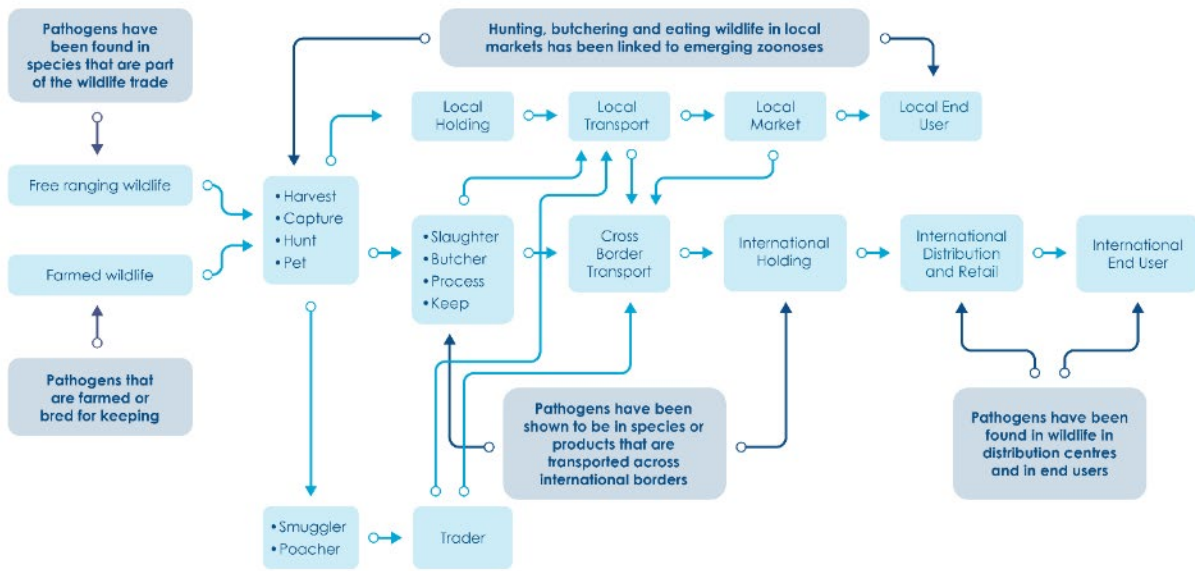 Pathogens have
been found in
species that are part
of the wildlife trade
Hunting, butchering and eating wildlife in local
markets has been linked to emerging zoonoses
Local
Holding
Local
Transport
Local
Market
Local End
User
Free ranging wildlife
Farmed wildlife
• Harvest
• Capture
• Hunt
• Pet
• Slaughter
• Butcher
• Process
• Keep
Cross
Border
Transport
International
Holding
International
Distribution
and Retail
International
End User
Pathogens that
are farmed or
bred for keeping
Pathogens have been
shown to be in species or
products that are
transported across
international borders
Pathogens have been
found in wildlife in
distribution centres
and in end users
• Smuggler
• Poacher
Trader